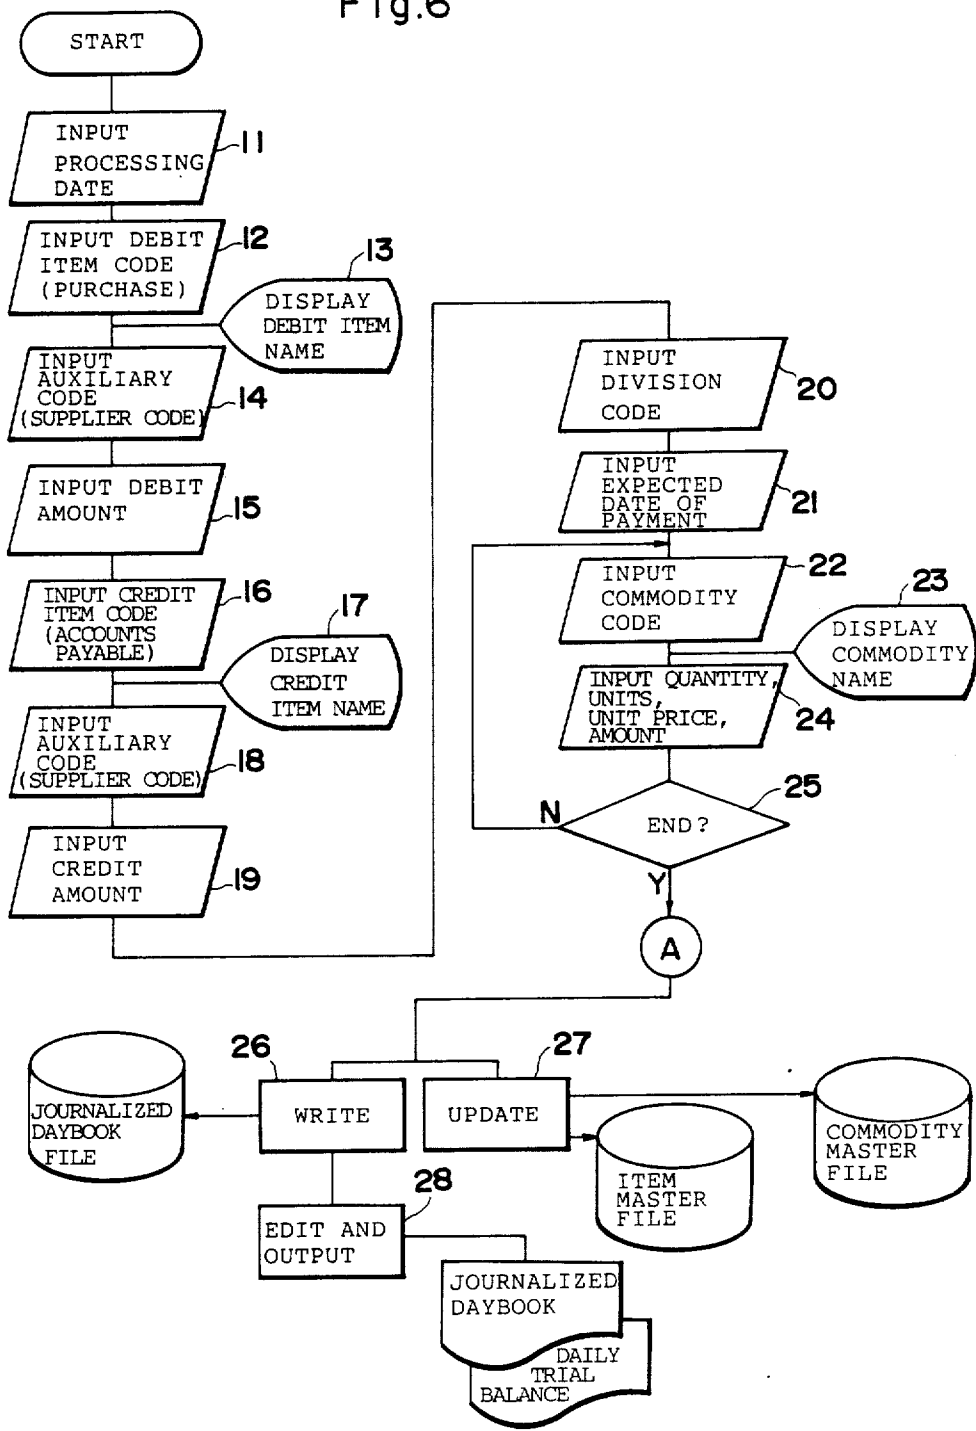 Fig.6
START
INPUT
PROCESSING
DATE
11
INPUT DEBIT
ITEM CODE
(PURCHASE)
12
DISPLAY
DEBIT ITEM
NAME
13
INPUT
AUXILIARY
CODE
(SUPPLIER CODE)
14
INPUT DEBIT
AMOUNT
15
INPUT CREDIT
ITEM CODE
(ACCOUNTS
PAYABLE)
16
DISPLAY
CREDIT
ITEM NAME
17
INPUT
AUXILIARY
CODE
(SUPPLIER CODE)
18
INPUT
CREDIT
AMOUNT
19
INPUT
DIVISION
CODE
20
INPUT
EXPECTED
DATE OF
PAYMENT
21
INPUT
COMMODITY
CODE
22
DISPLAY
COMMODITY
NAME
23
INPUT QUANTITY,
UNITS,
UNIT PRICE,
AMOUNT
24
END?
25
N
Y
A
WRITE
26
UPDATE
27
JOURNALIZED
DAYBOOK
FILE
ITEM
MASTER
FILE
COMMODITY
MASTER
FILE
EDIT AND
OUTPUT
28
JOURNALIZED
DAYBOOK
DAILY
TRIAL
BALANCE